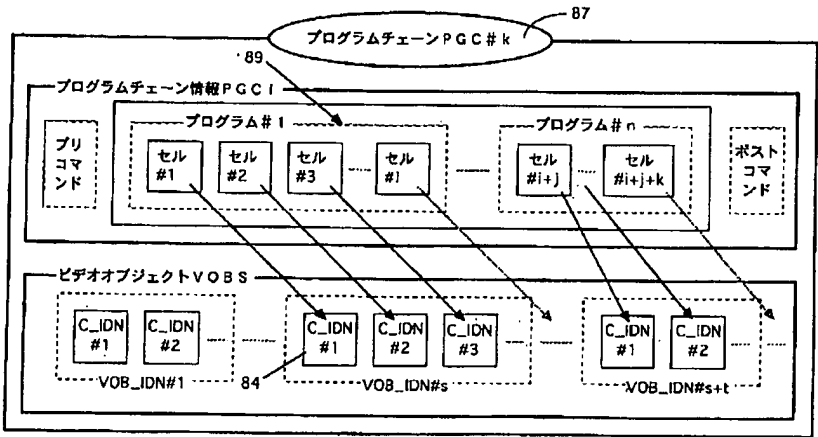 プログラムチェーンPGC#k
87
89
プログラムチェーン情報PGCI
プログラム#1
プログラム#n
プリ
コマ
ンド
セル
#1
セル
#2
セル
#3
セル
#i
セル
#i+j
セル
#i+j+k
ポスト
コマ
ンド
ビデオオブジェクトVOBS
C_IDN
#1
C_IDN
#2
C_IDN
#1
C_IDN
#2
C_IDN
#3
C_IDN
#1
C_IDN
#2
VOB_IDN#1
84
VOB_IDN#s
VOB_IDN#s+t